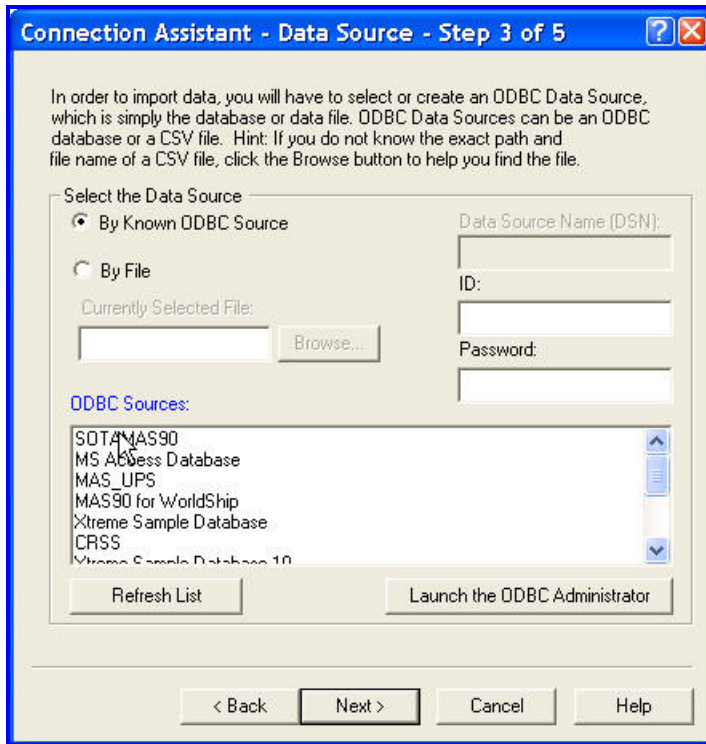 Connection Assistant - Data Source - Step 3 of 5
In order to import data, you will have to select or create an ODBC Data Source,
which is simply the database or data file. ODBC Data Sources can be an ODBC
database or a CSV file. Hint: If you do not know the exact path and
file name of a CSV file, click the Browse button to help you find the file.
Select the Data Source
By Known ODBC Source
Data Source Name (DSN):
By File
ID:
Currently Selected File:
Browse...
Password:
ODBC Sources:
SOTAMAS90
MS Access Database
MAS_UPS
MAS90 for WorldShip
Xtreme Sample Database
CRSS
Xtreme Sample Database 10
Refresh List
Launch the ODBC Administrator
< Back
Next >
Cancel
Help